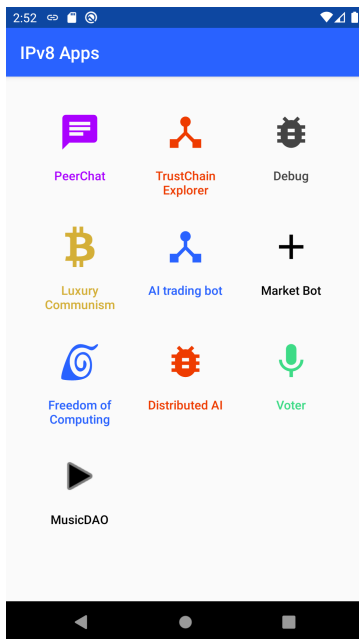 2:52
IPv8 Apps
PeerChat
TrustChain
Explorer
Debug
Luxury
Communism
AI trading bot
Market Bot
Freedom of
Computing
Distributed AI
Voter
MusicDAO